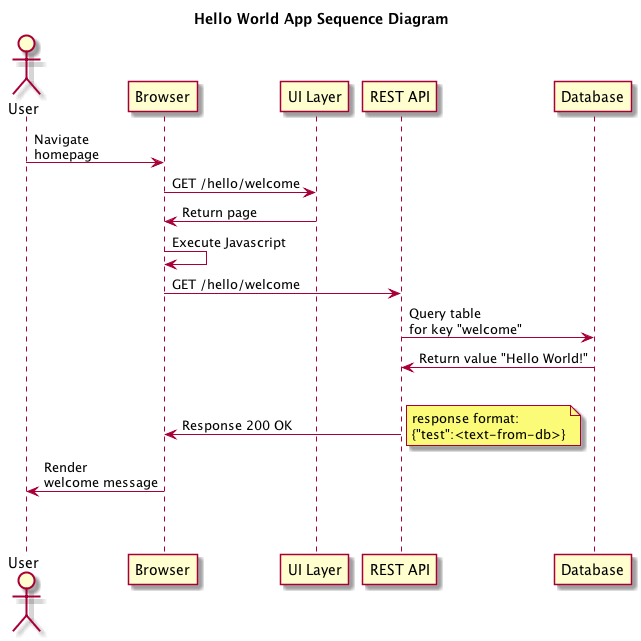 Hello World App Sequence Diagram
User
Browser
UI Layer
REST API
Database
Navigate
homepage
GET /hello/welcome
Return page
Execute Javascript
GET /hello/welcome
Query table
for key "welcome"
Return value "Hello World!"
response format:
{"test":<text-from-db>}
Response 200 OK
Render
welcome message
User
Browser
UI Layer
REST API
Database